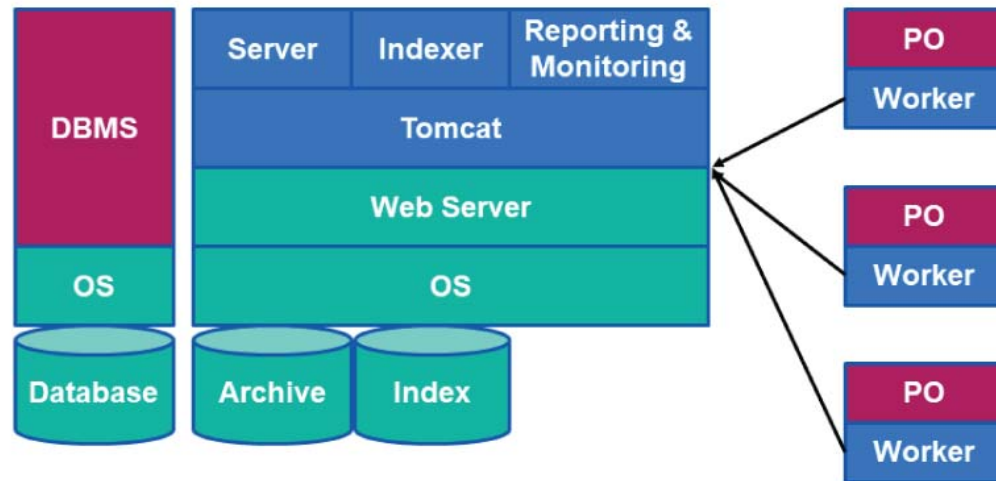 DBMS
OS
Database
Server
Indexer
Reporting &
Monitoring
Tomcat
Web Server
OS
Archive
Index
PO
Worker
PO
Worker
PO
Worker